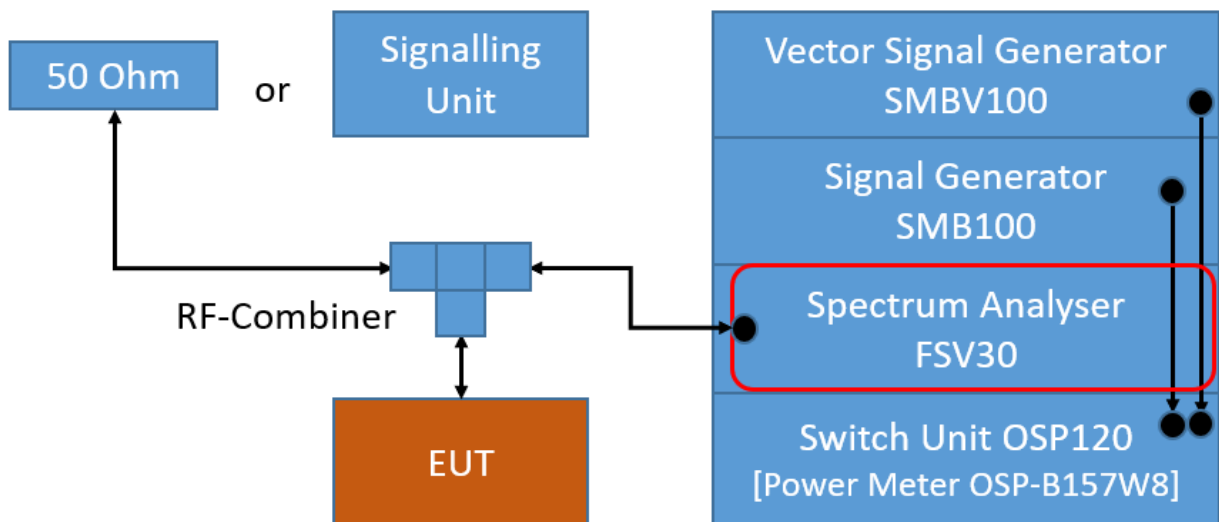 50 Ohm
or
Signalling
Unit
Vector Signal Generator
SMBV100
Signal Generator
SMB100
RF-Combiner
Spectrum Analyser
FSV30
EUT
Switch Unit OSP120
[Power Meter OSP-B157W8]